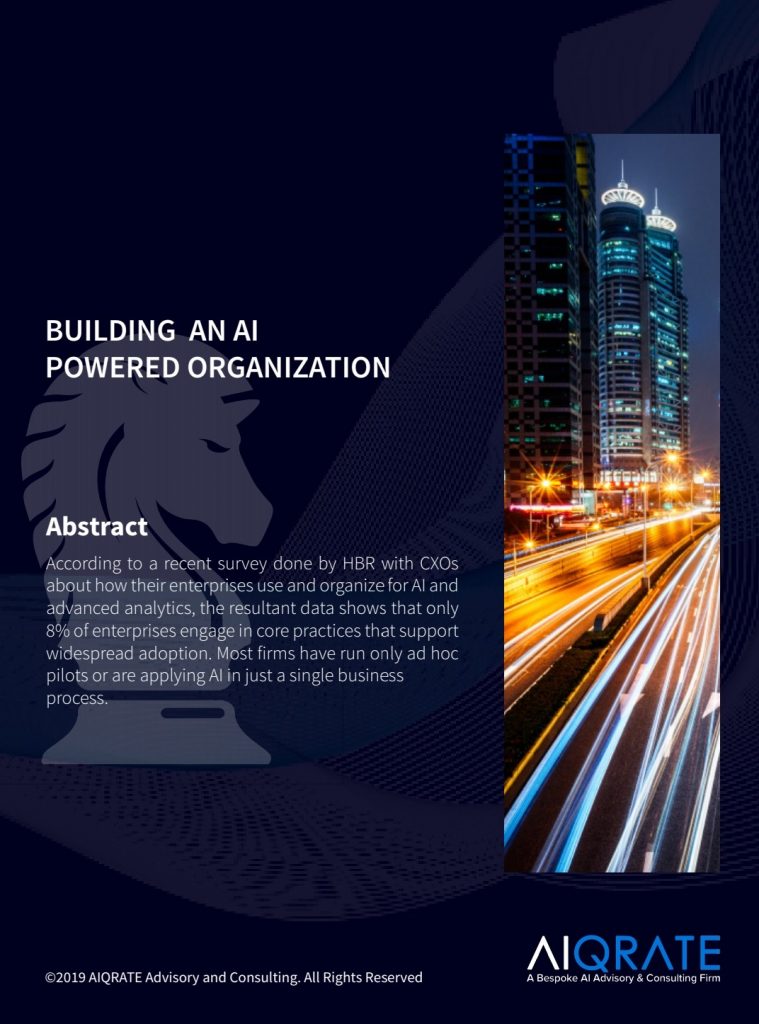 BUILDING AN AI
POWERED ORGANIZATION
Abstract
According to a recent survey done by HBR with CXOs
about how their enterprises use and organize for AI and
advanced analytics, the resultant data shows that only
8% of enterprises engage in core practices that support
widespread adoption. Most firms have run only ad hoc
pilots or are applying AI in just a single business
process.
©2019 AIQRATE Advisory and Consulting. All Rights Reserved
AIQRATE
A Bespoke AI Advisory & Consulting Firm